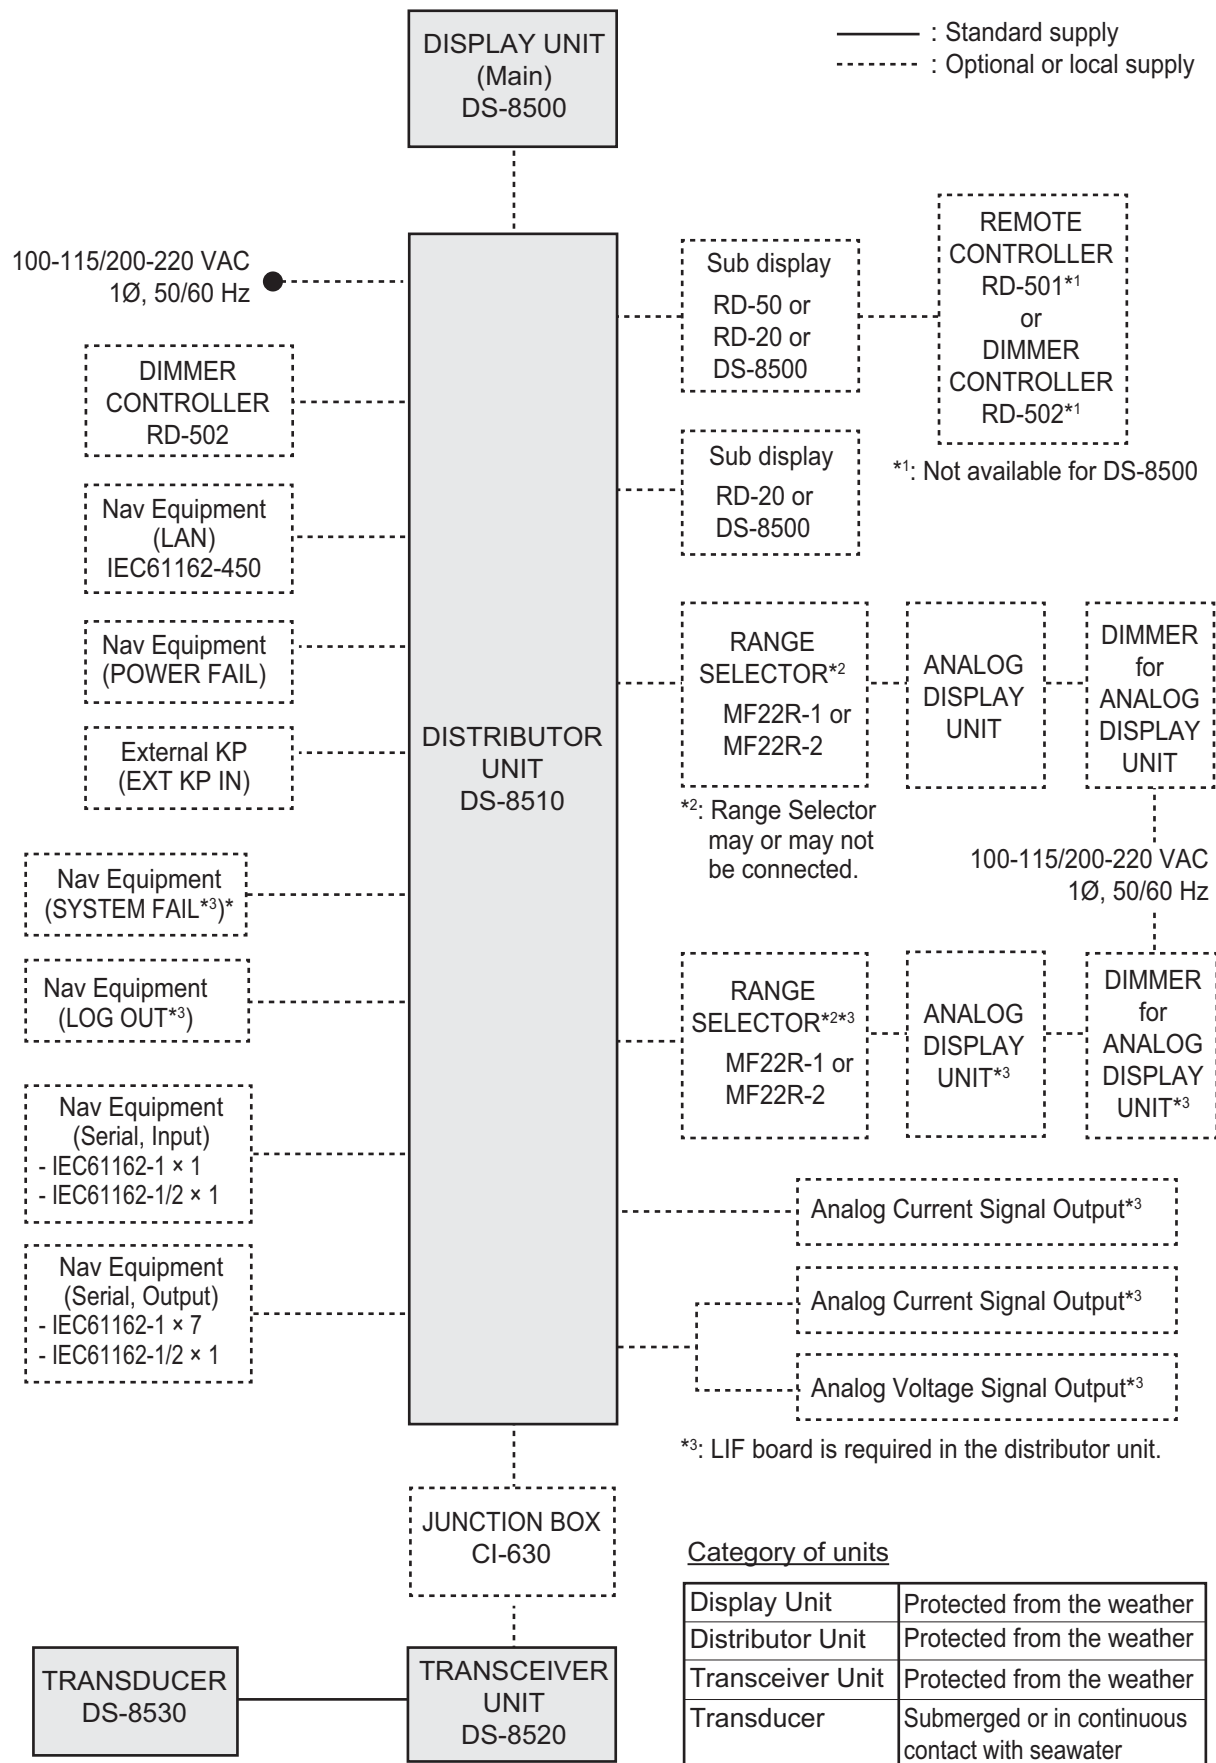 DISPLAY UNIT
(Main)
DS-8500
: Standard supply
: Optional or local supply
100-115/200-220 VAC
1Ø, 50/60 Hz
DIMMER
CONTROLLER
RD-502
Nav Equipment
(LAN)
IEC61162-450
Nav Equipment
(POWER FAIL)
External KP
(EXT KP IN)
Nav Equipment
(SYSTEM FAIL*3)*
Nav Equipment
(LOG OUT*3)
Nav Equipment
(Serial, Input)
- IEC61162-1 × 1
- IEC61162-1/2 × 1
Nav Equipment
(Serial, Output)
- IEC61162-1 × 7
- IEC61162-1/2 × 1
DISTRIBUTOR
UNIT
DS-8510
Sub display
RD-50 or
RD-20 or
DS-8500
REMOTE
CONTROLLER
RD-501*1
or
DIMMER
CONTROLLER
RD-502*1
*1: Not available for DS-8500
Sub display
RD-20 or
DS-8500
RANGE
SELECTOR*2
MF22R-1 or
MF22R-2
*2: Range Selector
may or may not
be connected.
ANALOG
DISPLAY
UNIT
DIMMER
for
ANALOG
DISPLAY
UNIT
100-115/200-220 VAC
1Ø, 50/60 Hz
RANGE
SELECTOR*2*3
MF22R-1 or
MF22R-2
ANALOG
DISPLAY
UNIT*3
DIMMER
for
ANALOG
DISPLAY
UNIT*3
Analog Current Signal Output*3
Analog Current Signal Output*3
Analog Voltage Signal Output*3
*3: LIF board is required in the distributor unit.
JUNCTION BOX
CI-630
TRANSDUCER
DS-8530
TRANSCEIVER
UNIT
DS-8520
Category of units
Display Unit Protected from the weather
Distributor Unit Protected from the weather
Transceiver Unit Protected from the weather
Transducer Submerged or in continuous
contact with seawater